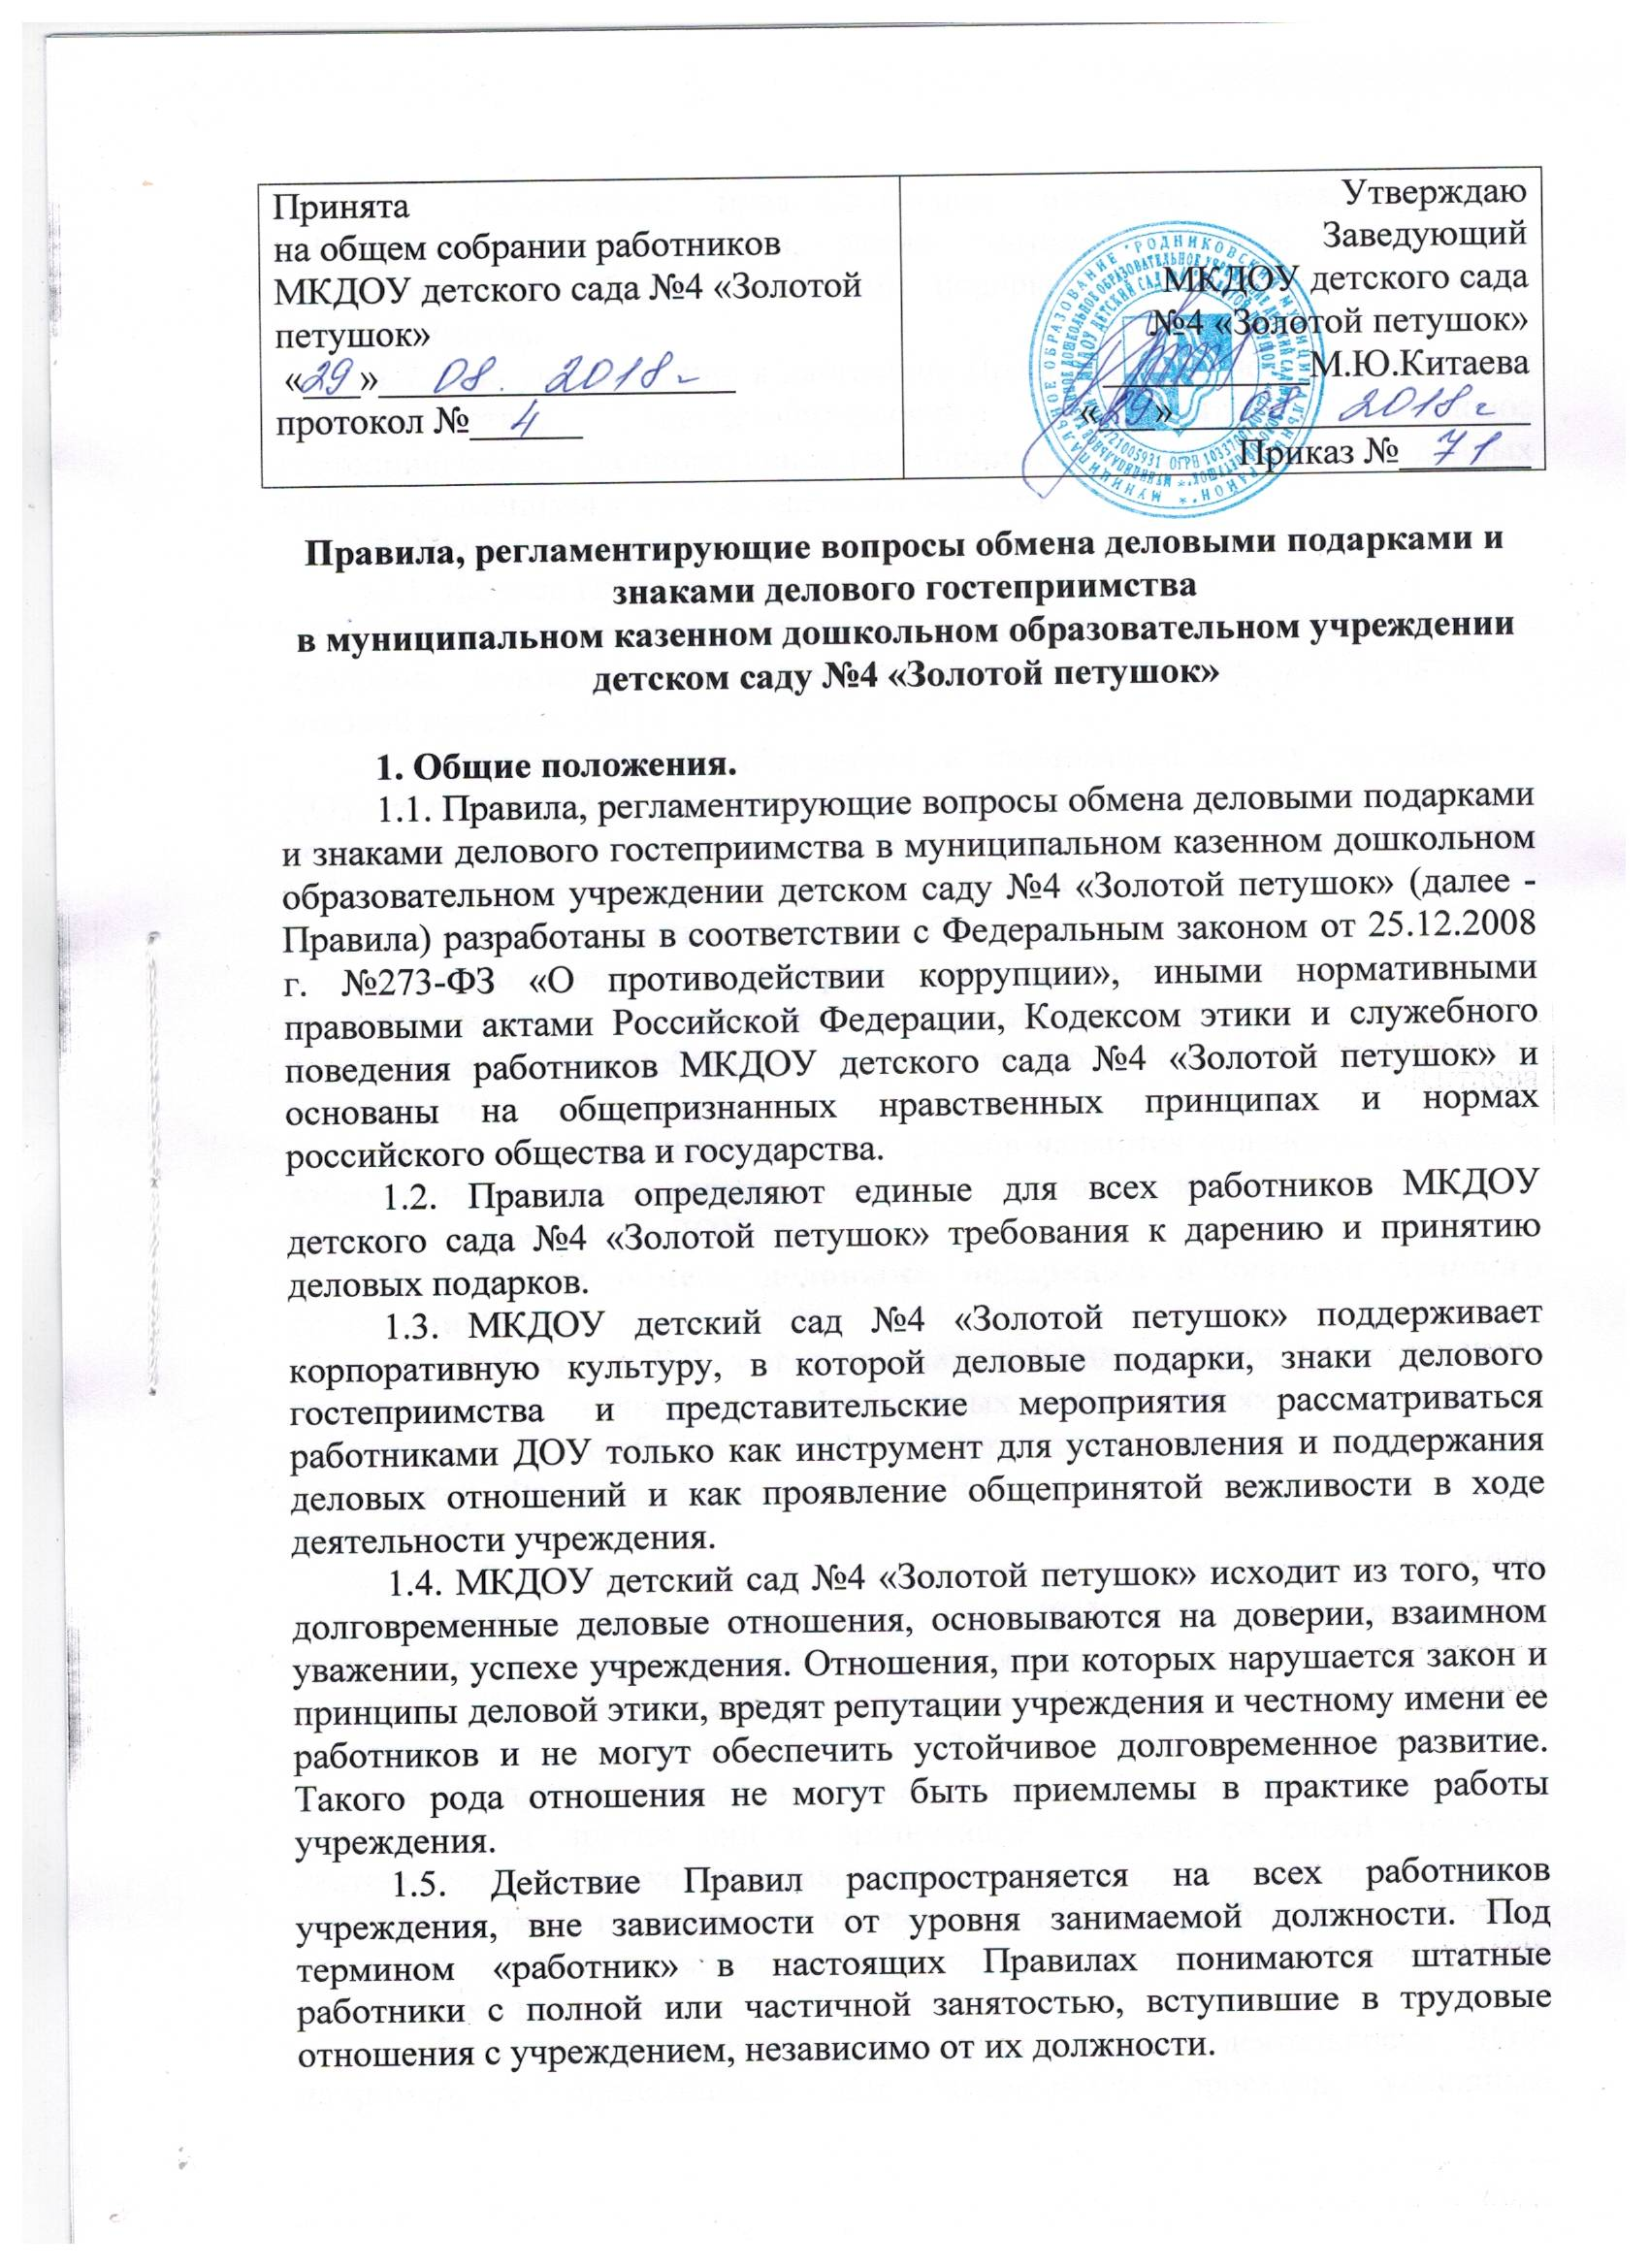 Принята
на общем собрании работников
МКДОУ детского сада №4 «Золотой
петушок»
«29» 08. 2018 г
протокол № 4
Утверждаю
Заведующий
МКДОУ детского сада
№4 «Золотой петушок»
М.Ю.Китаева
«29» 08 2018 г
Приказ № 71
Правила, регламентирующие вопросы обмена деловыми подарками и
знаками делового гостеприимства
в муниципальном казенном дошкольном образовательном учреждении
детском саду №4 «Золотой петушок»
1. Общие положения.
1.1. Правила, регламентирующие вопросы обмена деловыми подарками
и знаками делового гостеприимства в муниципальном казенном дошкольном
образовательном учреждении детском саду №4 «Золотой петушок» (далее -
Правила) разработаны в соответствии с Федеральным законом от 25.12.2008
г. №273-ФЗ «О противодействии коррупции», иными нормативными
правовыми актами Российской Федерации, Кодексом этики и служебного
поведения работников МКДОУ детского сада №4 «Золотой петушок» и
основаны на общепризнанных нравственных принципах и нормах
российского общества и государства.
1.2. Правила определяют единые для всех работников МКДОУ
детского сада №4 «Золотой петушок» требования к дарению и принятию
деловых подарков.
1.3. МКДОУ детский сад №4 «Золотой петушок» поддерживает
корпоративную культуру, в которой деловые подарки, знаки делового
гостеприимства и представительские мероприятия рассматриваться
работниками ДОУ только как инструмент для установления и поддержания
деловых отношений и как проявление общепринятой вежливости в ходе
деятельности учреждения.
1.4. МКДОУ детский сад №4 «Золотой петушок» исходит из того, что
долговременные деловые отношения, основываются на доверии, взаимном
уважении, успехе учреждения. Отношения, при которых нарушается закон и
принципы деловой этики, вредят репутации учреждения и честному имени ее
работников и не могут обеспечить устойчивое долговременное развитие.
Такого рода отношения не могут быть приемлемы в практике работы
учреждения.
1.5. Действие Правил распространяется на всех работников
учреждения, вне зависимости от уровня занимаемой должности. Под
термином «работник» в настоящих Правилах понимаются штатные
работники с полной или частичной занятостью, вступившие в трудовые
отношения с учреждением, независимо от их должности.